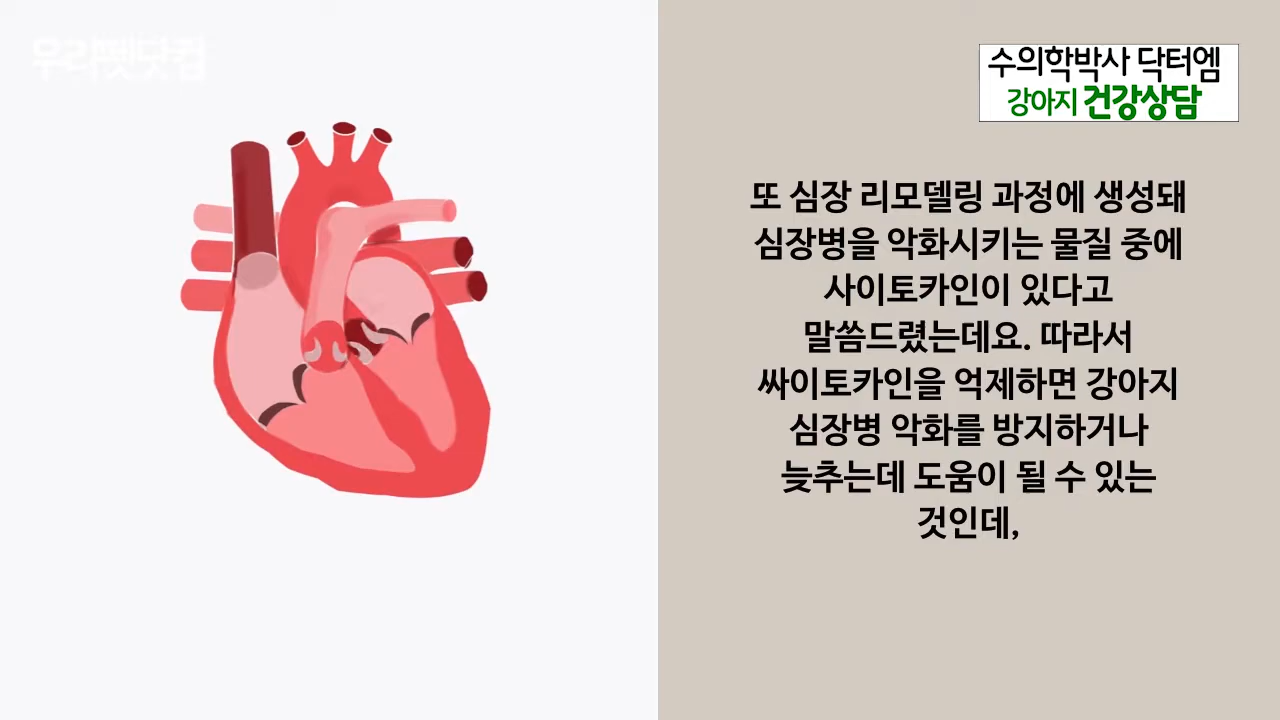 우리펫닷컴
수의학박사 닥터엠
강아지 건강상담
또 심장 리모델링 과정에 생성돼
심장병을 악화시키는 물질 중에
사이토카인이 있다고
말씀드렸는데요. 따라서
싸이토카인을 억제하면 강아지
심장병 악화를 방지하거나
늦추는데 도움이 될 수 있는
것인데,